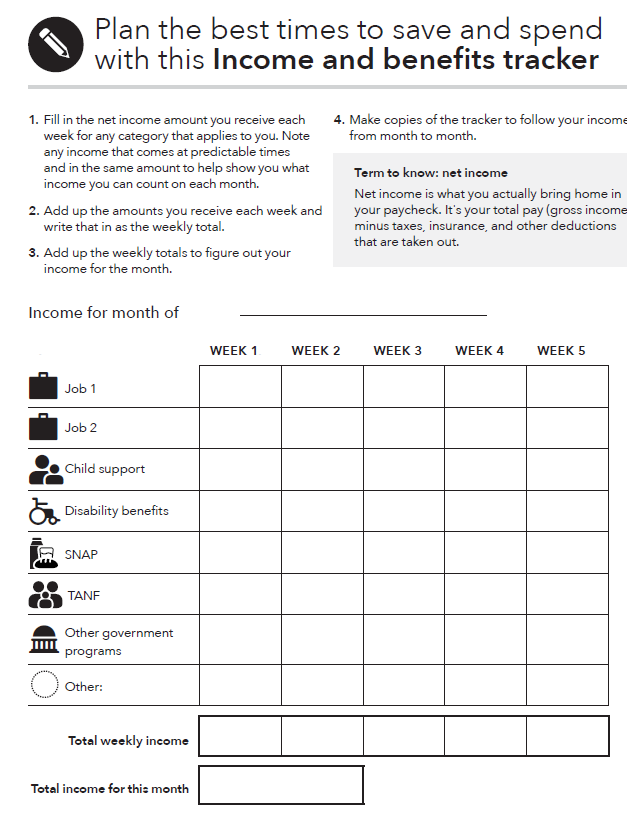 Plan the best times to save and spend
with this Income and benefits tracker
1. Fill in the net income amount you receive each
week for any category that applies to you. Note
any income that comes at predictable times
and in the same amount to help show you what
income you can count on each month.
2. Add up the amounts you receive each week and
write that in as the weekly total.
3. Add up the weekly totals to figure out your
income for the month.
4. Make copies of the tracker to follow your income
from month to month.
Term to know: net income
Net income is what you actually bring home in
your paycheck. It's your total pay (gross income
minus taxes, insurance, and other deductions
that are taken out.
Income for month of
WEEK 1 WEEK 2 WEEK 3 WEEK 4 WEEK 5
Job 1
Job 2
Child support
Disability benefits
SNAP
TANF
Other government
programs
Other:
Total weekly income
Total income for this month